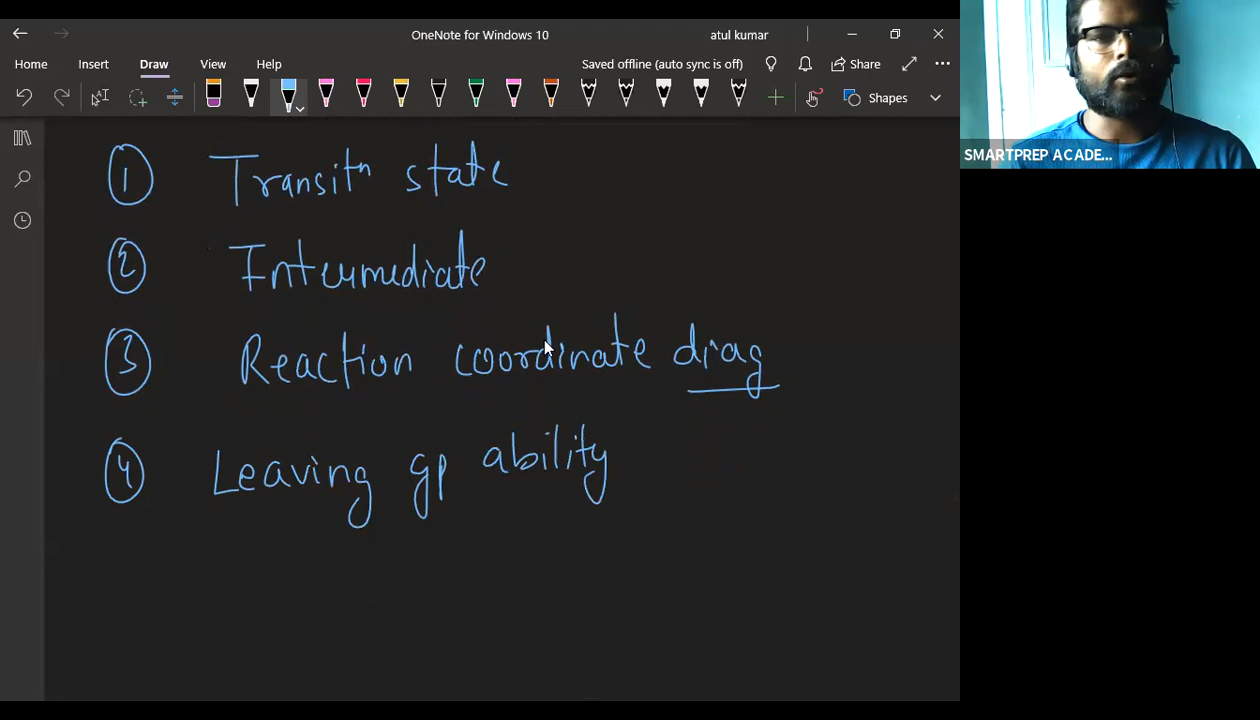 OneNote for Windows 10
atul kumar
Home Insert Draw View Help
Saved offline (auto sync is off)
Share
Shapes
SMARTPREP ACADE...
① Transitn state
② Intermediate
③ Reaction coordinate diag
④ Leaving gp ability